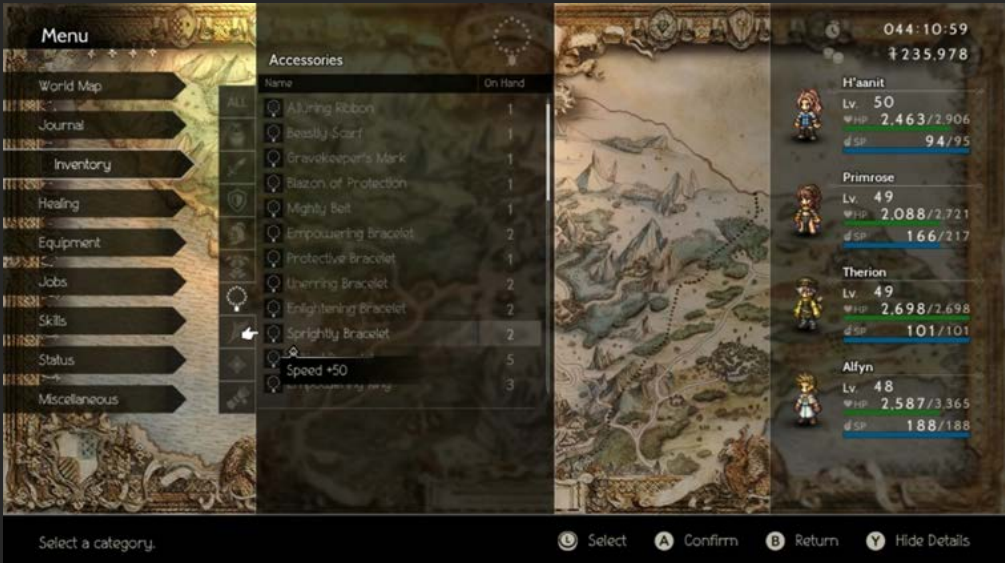 Menu
World Map
Journal
Inventory
Healing
Equipment
Jobs
Skills
Status
Miscellaneous
ALL
Accessories
Name On Hand
Alluring Ribbon 1
Beastly Scarf 1
Gravekeeper's Mark 1
Blazon of Protection 1
Mighty Belt 1
Empowering Bracelet 2
Protective Bracelet 1
Unerring Bracelet 2
Enlightening Bracelet 2
Sprightly Bracelet 2
5
Speed +50
Empowering Ring 3
044:10:59
235,978
H'aanit
Lv. 50
HP 2,463/2,906
SP 94/95
Primrose
Lv. 49
HP 2,088/2,721
SP 166/217
Therion
Lv. 49
HP 2,698/2,698
SP 101/101
Alfyn
Lv. 48
HP 2,587/3,365
SP 188/188
Select a category.
L Select A Confirm B Return Y Hide Details